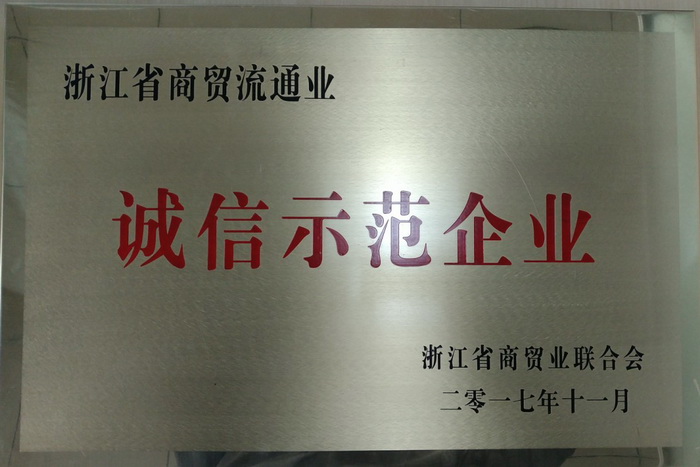 浙江省商贸流通业
诚信示范企业
浙江省商贸业联合会
二零一七年十一月